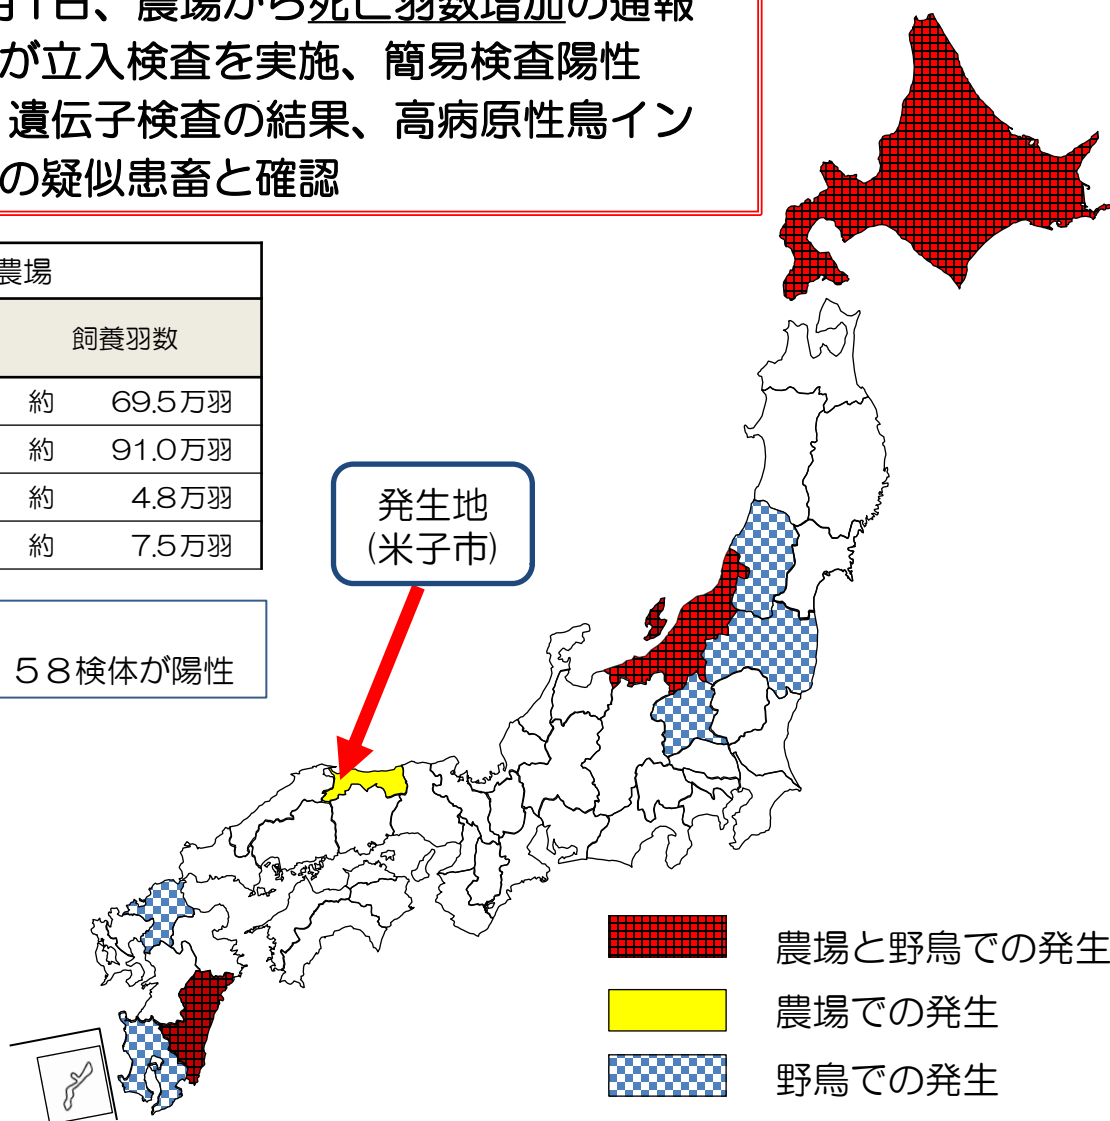 月1日、農場から死亡羽数増加の通報
が立入検査を実施、簡易検査陽性
遺伝子検査の結果、高病原性鳥イン
の疑似患畜と確認
農場
飼養羽数
約 69.5万羽
約 91.0万羽
約 4.8万羽
約 7.5万羽
58検体が陽性
発生地
(米子市)
農場と野鳥での発生
農場での発生
野鳥での発生